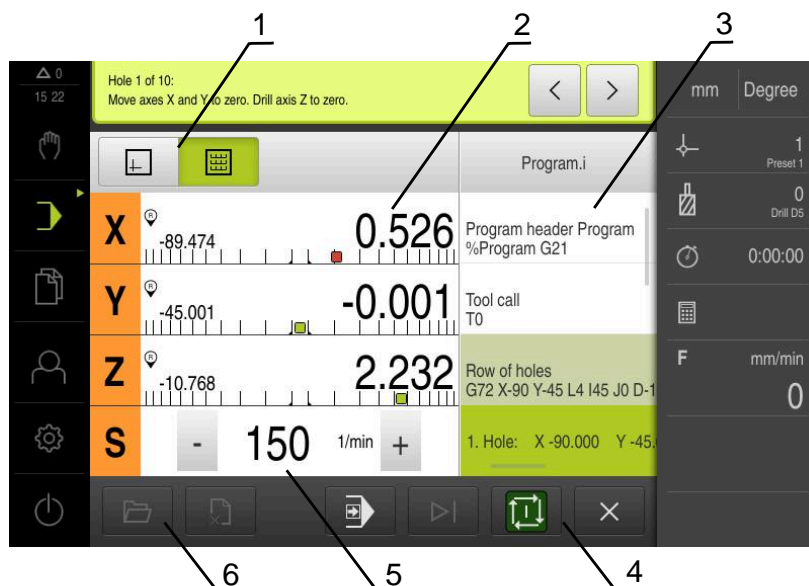 1
2
3
△ 0
15 22
Hole 1 of 10:
Move axes X and Y to zero. Drill axis Z to zero.
<
>
mm
Degree
Program.i
1
Preset 1
X
R
-89.474
0.526
Program header Program
%Program G21
0
Drill D5
0:00:00
Y
R
-45.001
-0.001
Tool call
T0
Z
R
-10.768
2.232
Row of holes
G72 X-90 Y-45 L4 I45 J0 D-1
F
mm/min
0
S
-
150
1/min
+
1. Hole: X -90.000 Y -45.
6
5
4